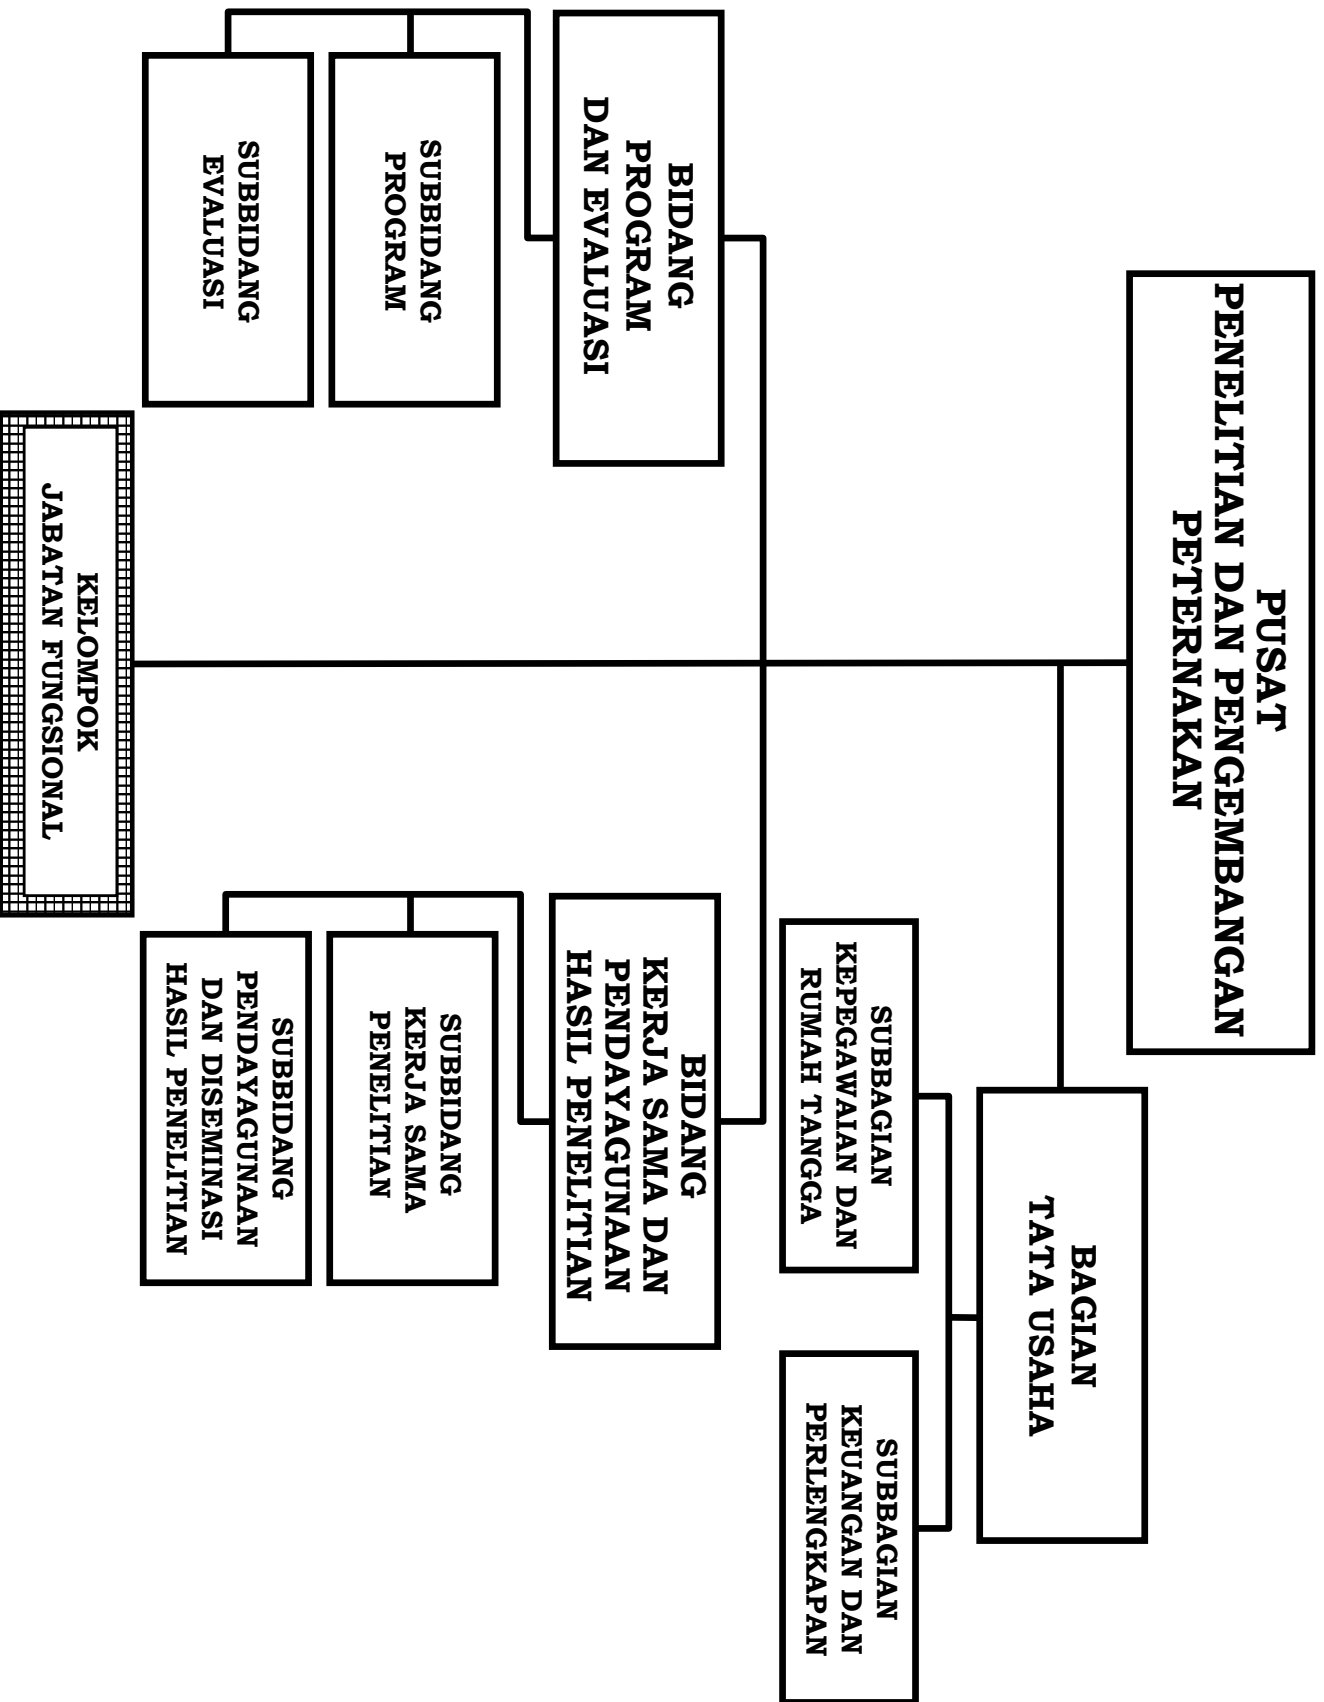 PUSAT
PENELITIAN DAN PENGEMBANGAN
PETERNAKAN
BAGIAN
TATA USAHA
SUBBAGIAN
KEPEGAWAIAN DAN
RUMAH TANGGA
SUBBAGIAN
KEUANGAN DAN
PERLENGKAPAN
BIDANG
PROGRAM
DAN EVALUASI
BIDANG
KERJA SAMA DAN
PENDAYAGUNAAN
HASIL PENELITIAN
SUBBIDANG
PROGRAM
SUBBIDANG
KERJA SAMA
PENELITIAN
SUBBIDANG
EVALUASI
SUBBIDANG
PENDAYAGUNAAN
DAN DISEMINASI
HASIL PENELITIAN
KELOMPOK
JABATAN FUNGSIONAL